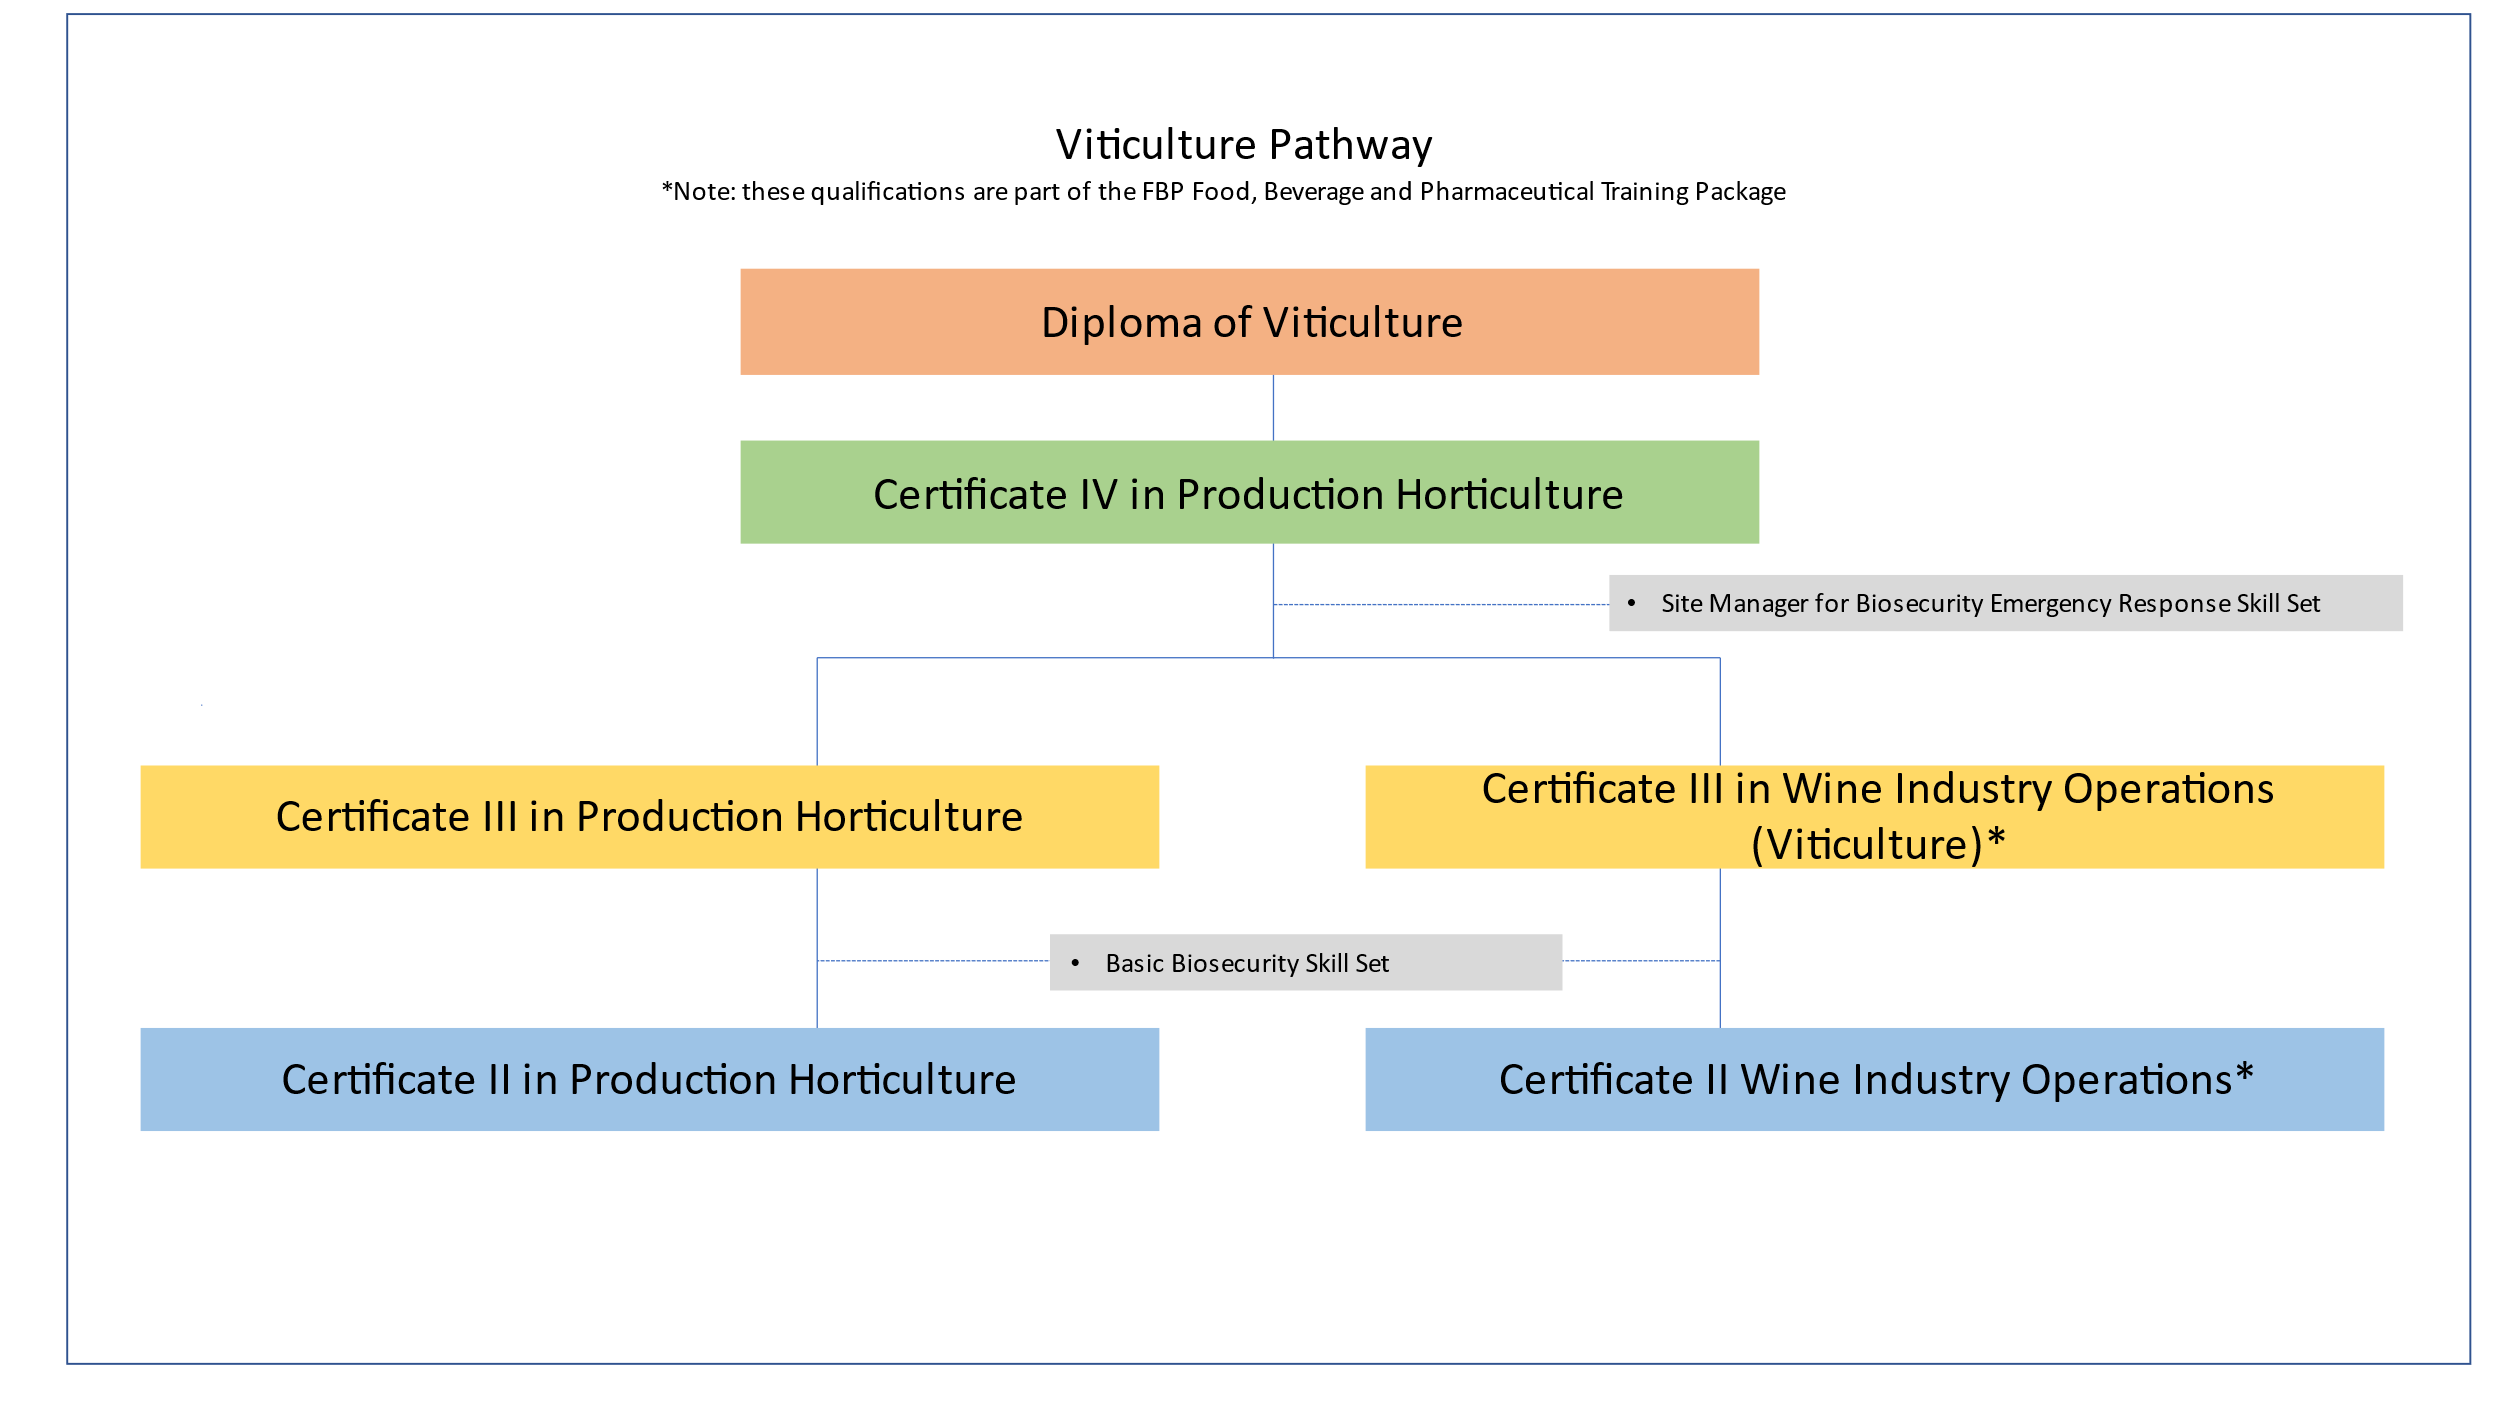 Viticulture Pathway
*Note: these qualifications are part of the FBP Food, Beverage and Pharmaceutical Training Package
Diploma of Viticulture
Certificate IV in Production Horticulture
• Site Manager for Biosecurity Emergency Response Skill Set
Certificate III in Production Horticulture
Certificate III in Wine Industry Operations
(Viticulture)*
• Basic Biosecurity Skill Set
Certificate II in Production Horticulture
Certificate II Wine Industry Operations*